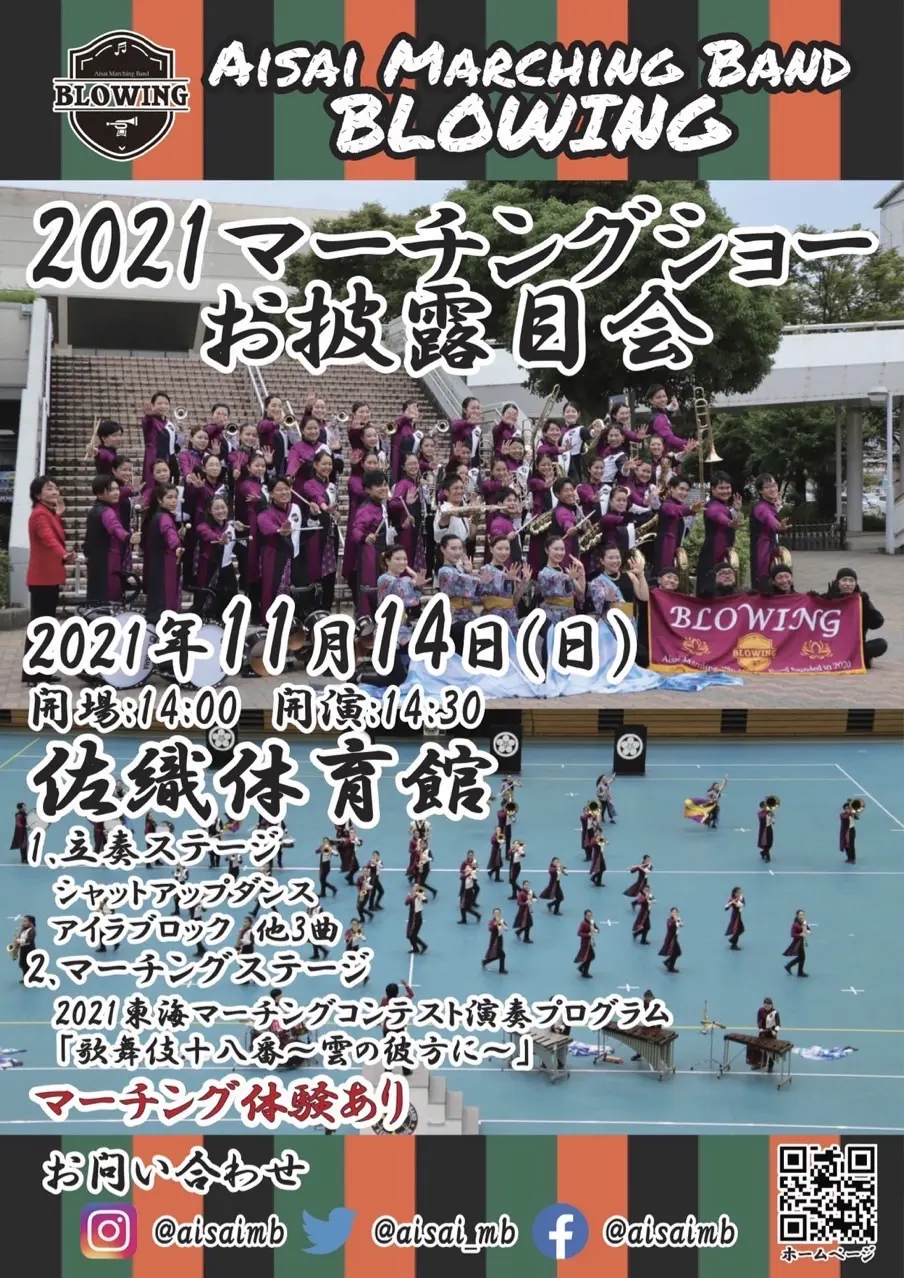 Aisai Marching Band
BLOWING
AISAI MARCHING BAND
BLOWING
2021マーチングショー
お披露目会
BLOWING
BLOWING
2021年11月14日(日)
開場:14:00 開演:14:30
佐織体育館
1、立奏ステージ
シャットアップダンス
アイラブロック 他3曲
2、マーチングステージ
2021東海マーチングコンテスト演奏プログラム
「歌舞伎十八番～雲の彼方に～」
マーチング体験あり
お問い合わせ
@aisaimb
@aisai_mb
@aisaimb
ホームページ